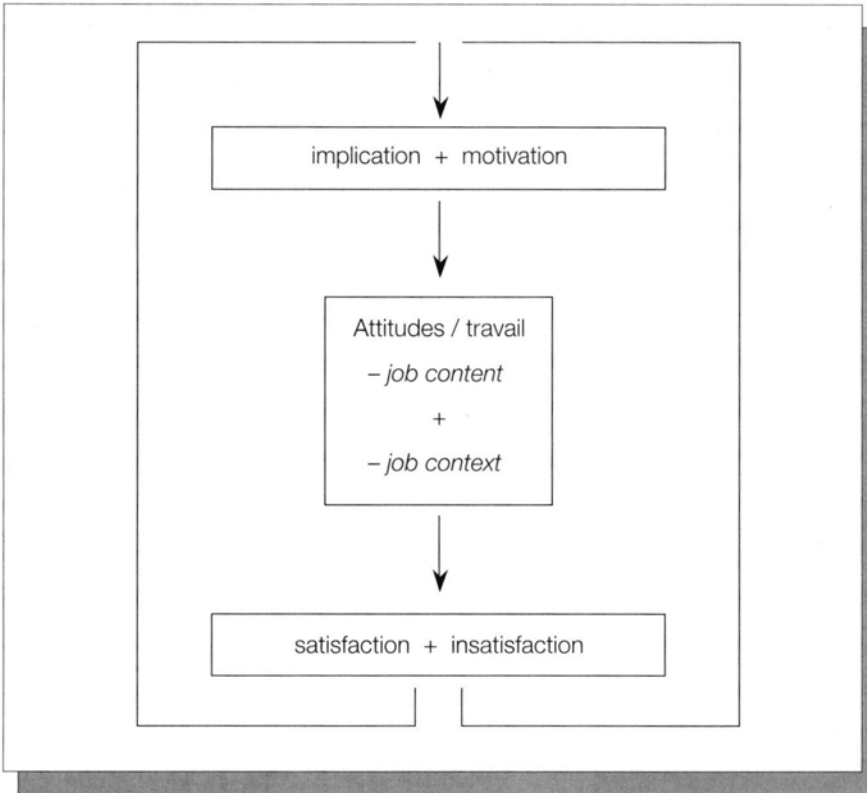 implication + motivation
Attitudes / travail
– job content
+
– job context
satisfaction + insatisfaction